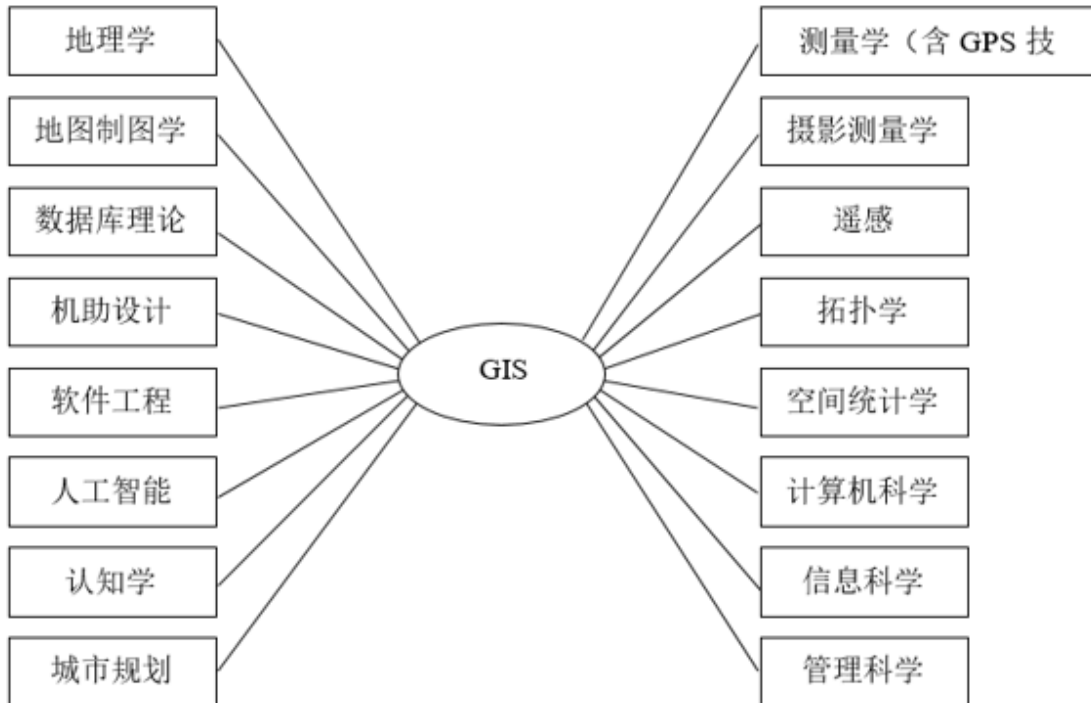 地理学
地图制图学
数据库理论
机助设计
软件工程
人工智能
认知学
城市规划
GIS
测量学（含 GPS 技
摄影测量学
遥感
拓扑学
空间统计学
计算机科学
信息科学
管理科学